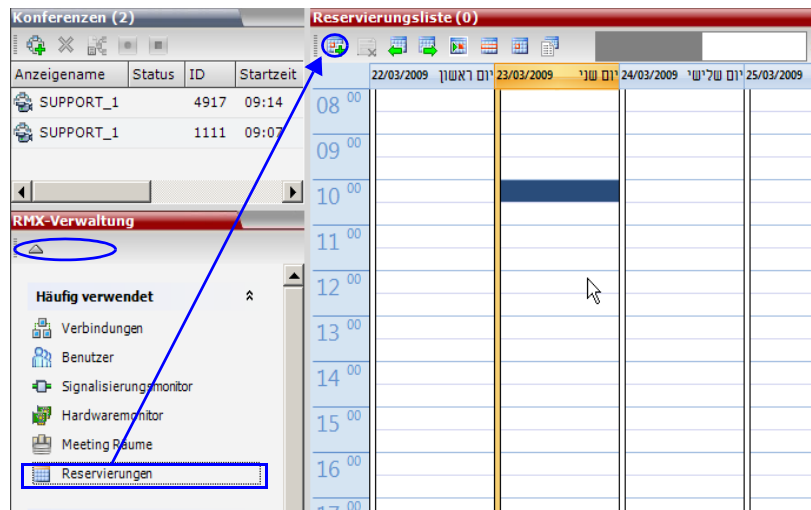 Konferenzen (2)
Anzeigename Status ID Startzeit
SUPPORT_1 4917 09:14
SUPPORT_1 1111 09:07
RMX-Verwaltung
Häufig verwendet
Verbindungen
Benutzer
Signalisierungsmonitor
Hardwaremonitor
Meeting Räume
Reservierungen
Reservierungsliste (0)
22/03/2009 יום ראשון 23/03/2009 יום שני 24/03/2009 יום שלישי 25/03/2009
08 00
09 00
10 00
11 00
12 00
13 00
14 00
15 00
16 00
17 00